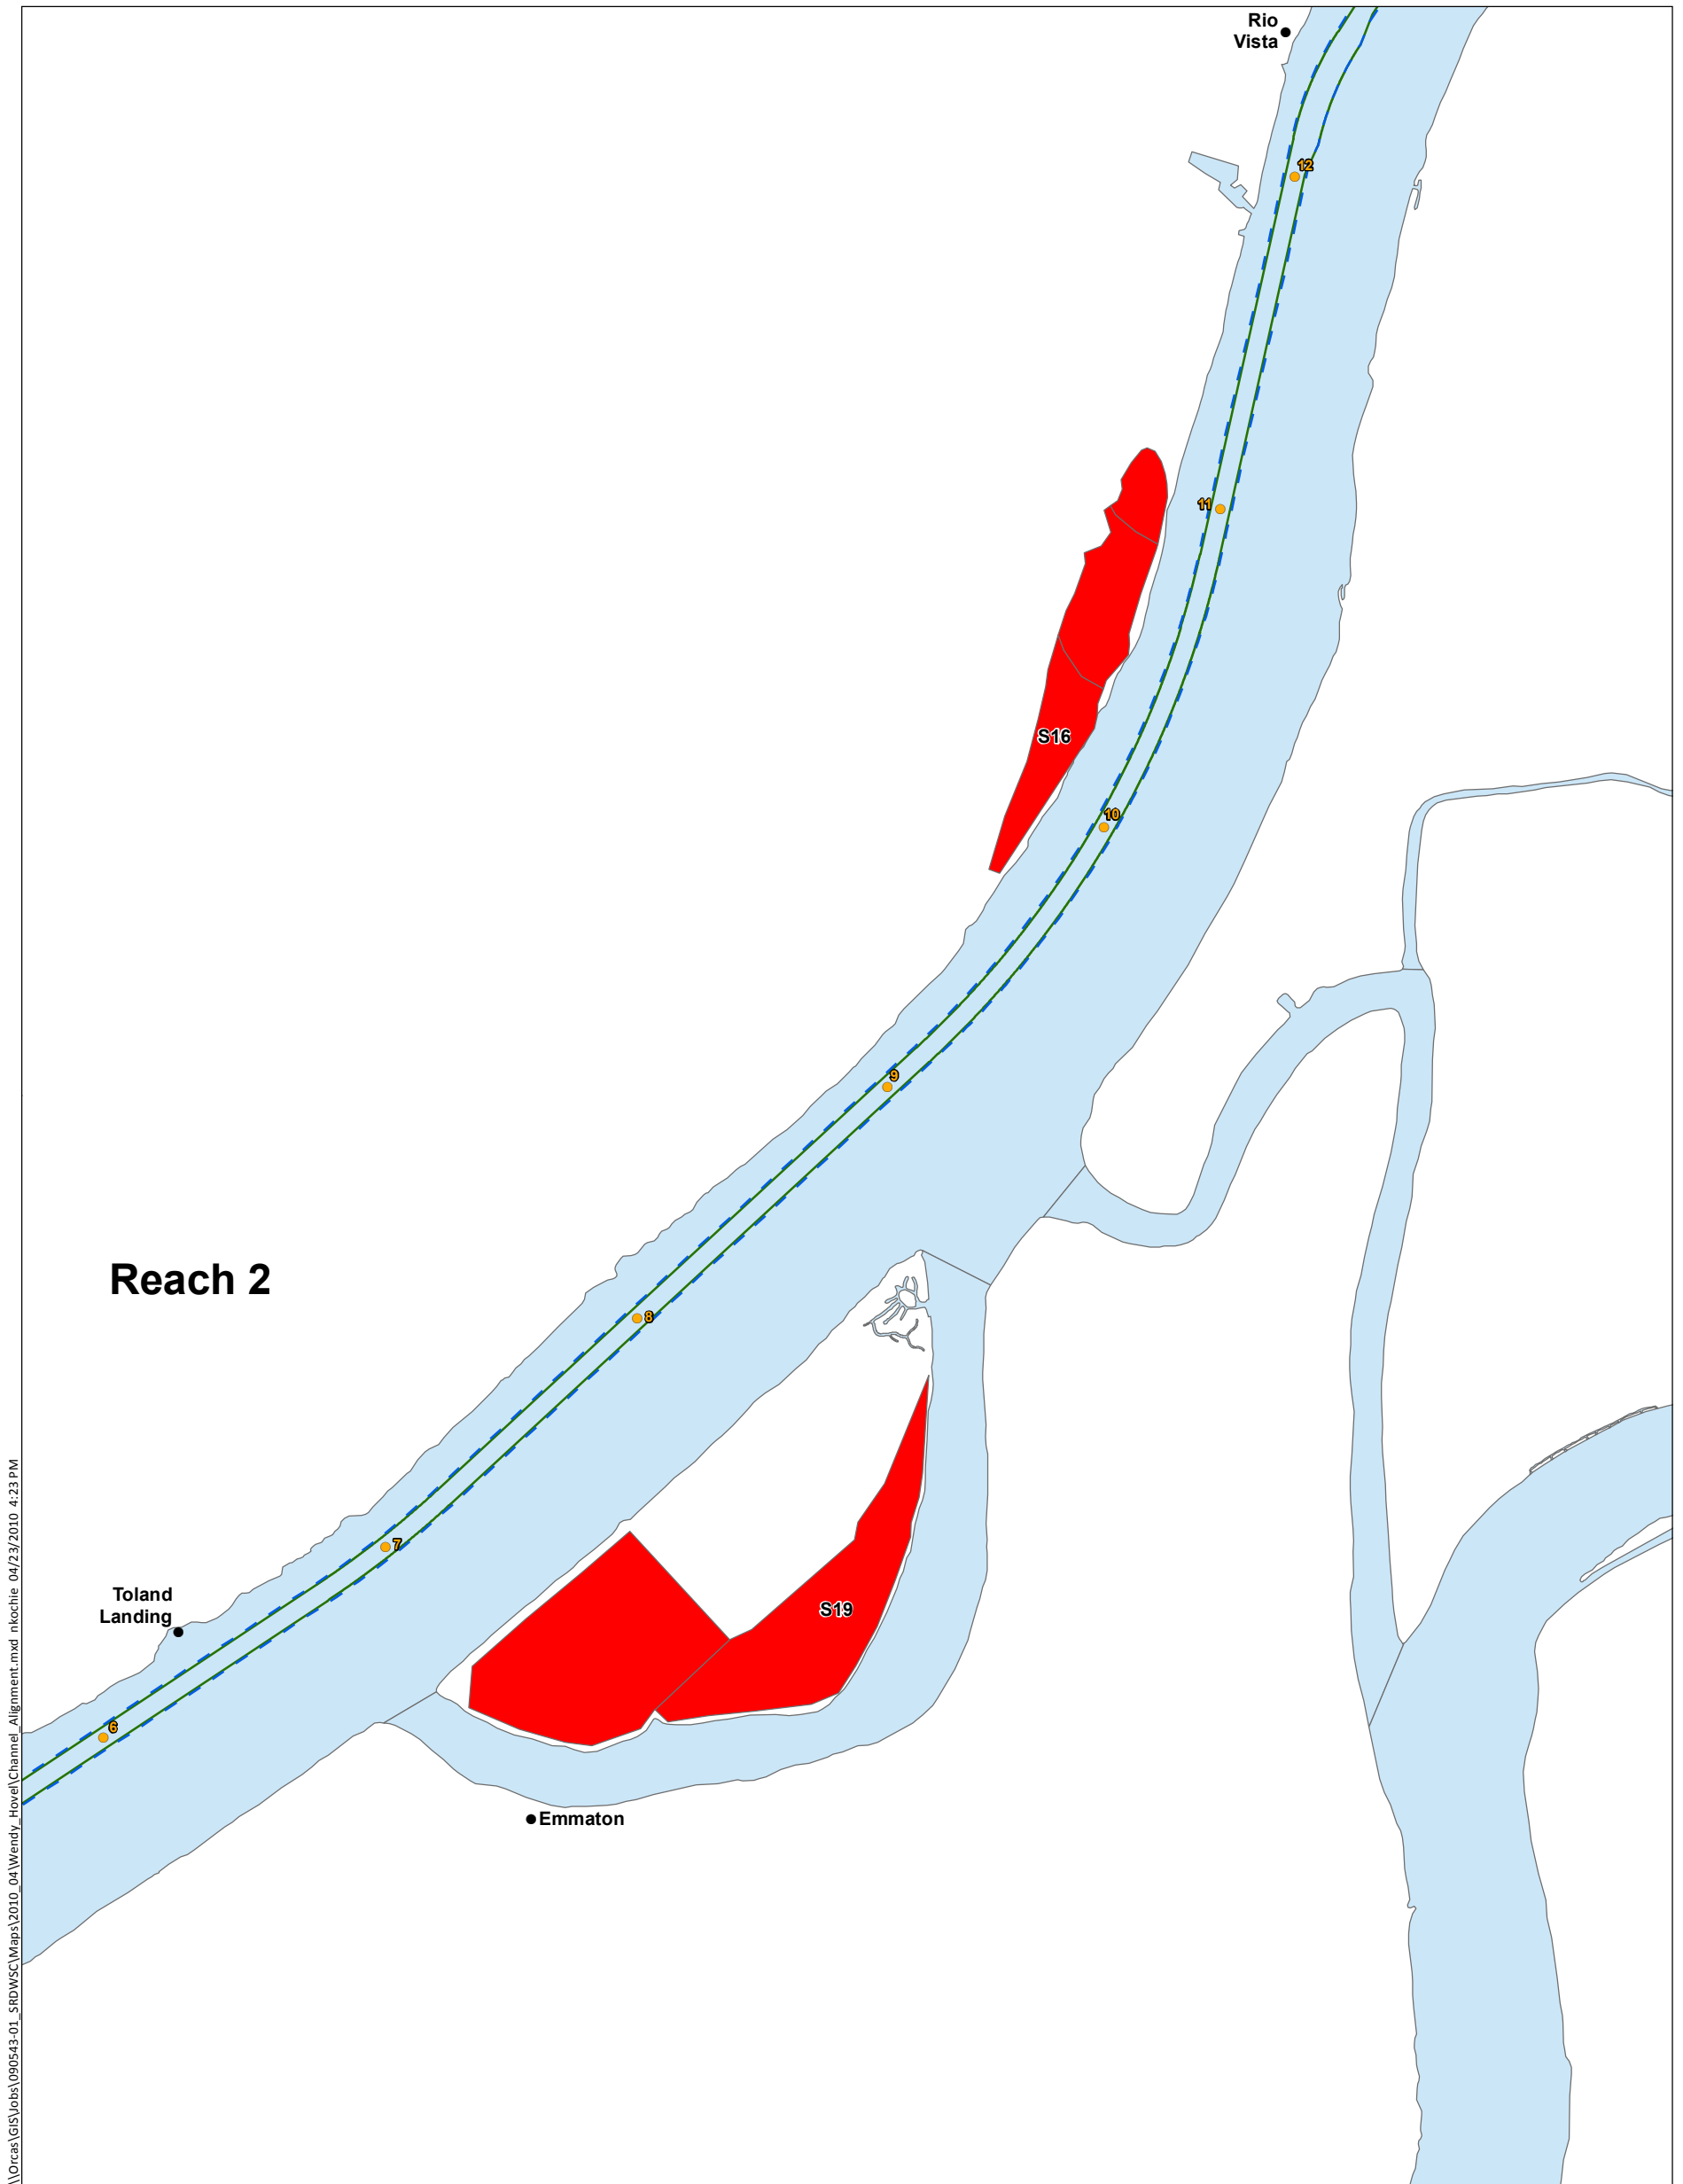 Rio
Vista
12
11
S16
10
9
Reach 2
8
7
Toland
Landing
S19
6
Emmaton
\\Orcas\GIS\Jobs\090543-01_SRDWSC\Maps\2010_04\Wendy_Hovel\Channel_Alignment.mxd nkochie 04/23/2010 4:23 PM